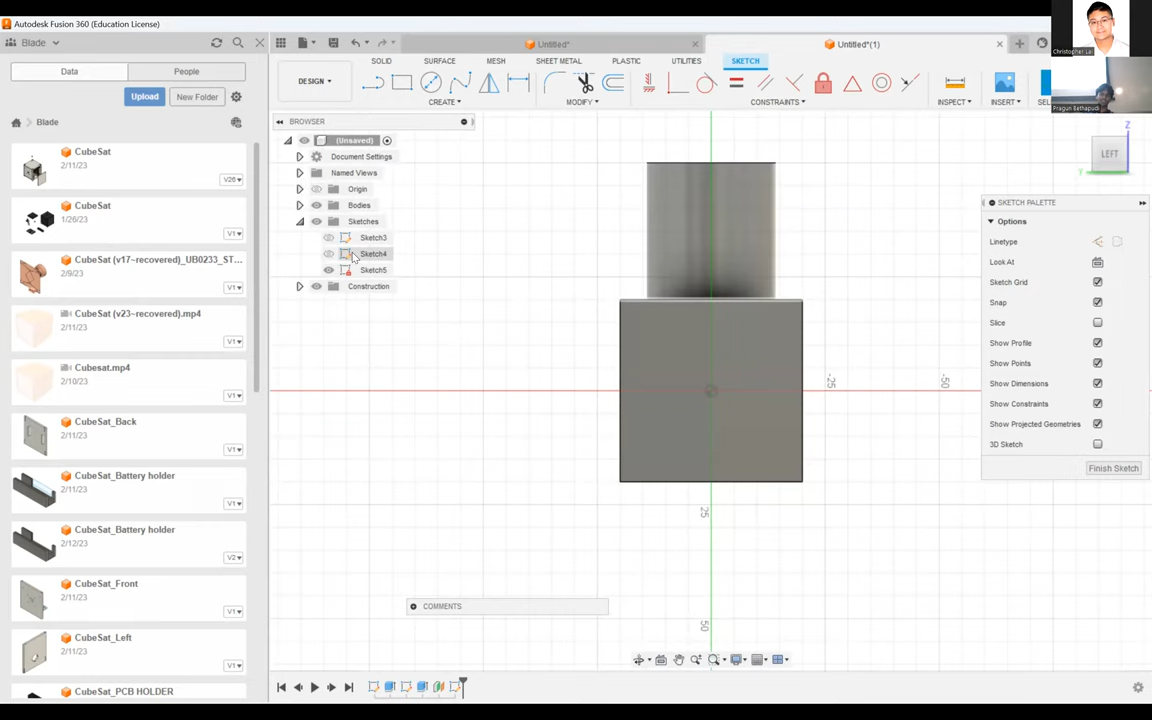 Autodesk Fusion 360 (Education License)
Blade
Untitled*
Untitled*(1)
Christopher Lai
Pragun Bethapudi
Data
People
Upload
New Folder
DESIGN
SOLID
SURFACE
MESH
SHEET METAL
PLASTIC
UTILITIES
SKETCH
CREATE
MODIFY
CONSTRAINTS
INSPECT
INSERT
Blade
BROWSER
(Unsaved)
Document Settings
Named Views
Origin
Bodies
Sketches
Sketch3
Sketch4
Sketch5
Construction
CubeSat
2/11/23
V26
CubeSat
1/26/23
V1
CubeSat (v17~recovered)_UB0233_ST...
2/9/23
V1
CubeSat (v23~recovered).mp4
2/11/23
V1
Cubesat.mp4
2/10/23
V1
CubeSat_Back
2/11/23
V1
CubeSat_Battery holder
2/11/23
V1
CubeSat_Battery holder
2/11/23
V2
CubeSat_Front
2/11/23
V1
CubeSat_Left
2/11/23
V1
CubeSat_PCB HOLDER
Z
LEFT
Y
-25
-50
25
50
SKETCH PALETTE
Options
Linetype
Look At
Sketch Grid
Snap
Slice
Show Profile
Show Points
Show Dimensions
Show Constraints
Show Projected Geometries
3D Sketch
Finish Sketch
COMMENTS